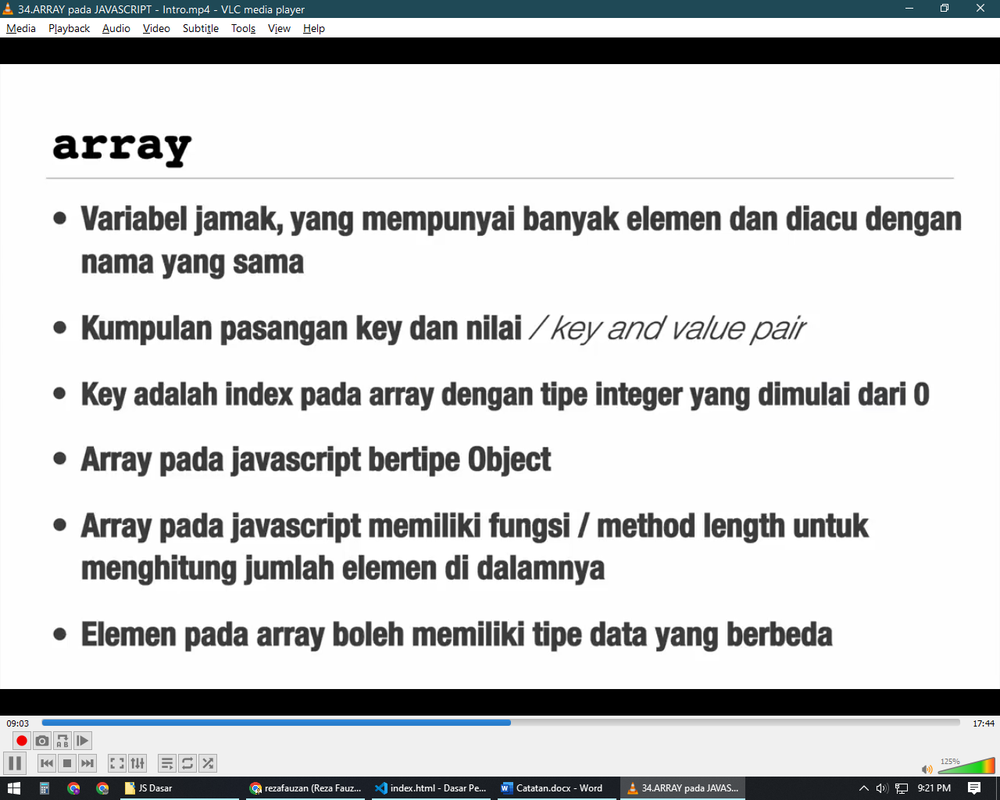 34.ARRAY pada JAVASCRIPT - Intro.mp4 - VLC media player
Media Playback Audio Video Subtitle Tools View Help
array
• Variabel jamak, yang mempunyai banyak elemen dan diacu dengan
nama yang sama
• Kumpulan pasangan key dan nilai / key and value pair
• Key adalah index pada array dengan tipe integer yang dimulai dari 0
• Array pada javascript bertipe Object
• Array pada javascript memiliki fungsi / method length untuk
menghitung jumlah elemen di dalamnya
• Elemen pada array boleh memiliki tipe data yang berbeda
09:03 17:44
A B
125%
JS Dasar rezafauzan (Reza Fauz... index.html - Dasar Pe... Catatan.docx - Word 34.ARRAY pada JAVAS... 9:21 PM